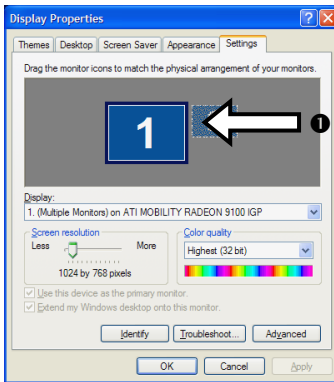 Display Properties
Themes Desktop Screen Saver Appearance Settings
Drag the monitor icons to match the physical arrangement of your monitors.
1
1
Display:
1. (Multiple Monitors) on ATI MOBILITY RADEON 9100 IGP
Screen resolution
Less More
1024 by 768 pixels
Color quality
Highest (32 bit)
Use this device as the primary monitor.
Extend my Windows desktop onto this monitor.
Identify Troubleshoot... Advanced
OK Cancel Apply